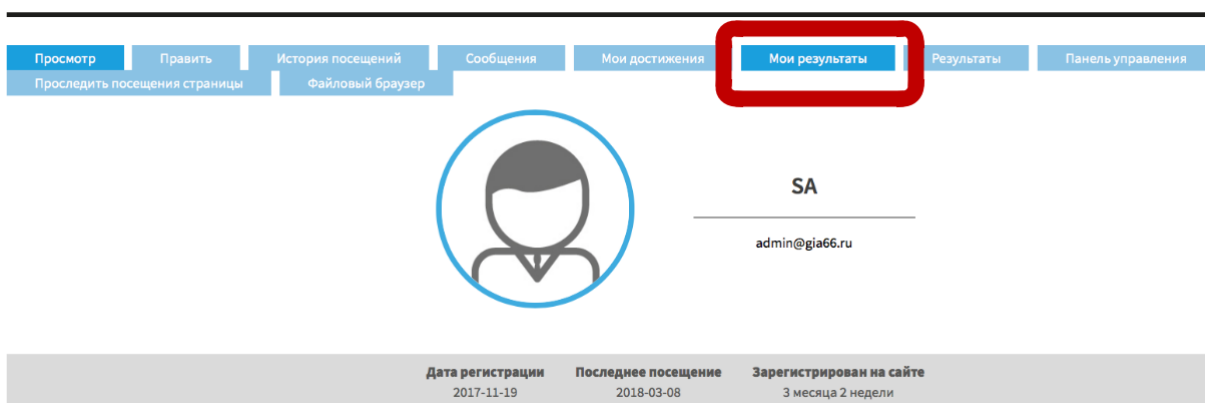 Просмотр Править История посещений Сообщения Мои достижения Мои результаты Результаты Панель управления
Проследить посещения страницы Файловый браузер
SA
admin@gia66.ru
Дата регистрации Последнее посещение Зарегистрирован на сайте
2017-11-19 2018-03-08 3 месяца 2 недели